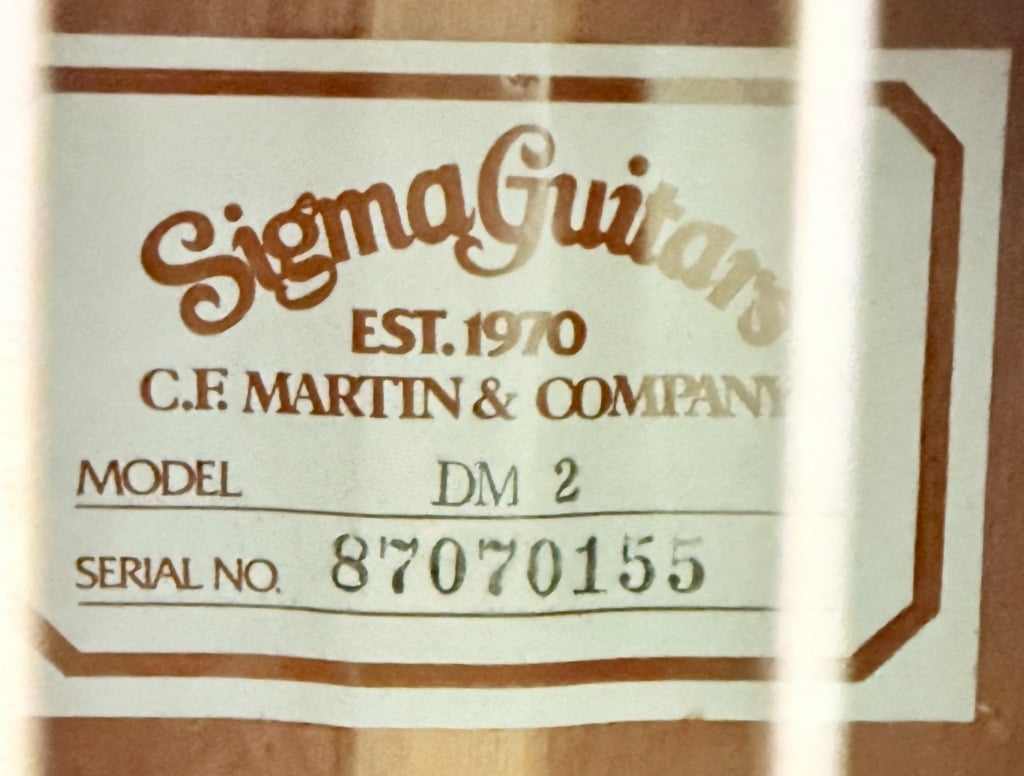 Sigma Guitars
EST. 1970
C.F. MARTIN & COMPANY
MODEL DM 2
SERIAL NO. 87070155